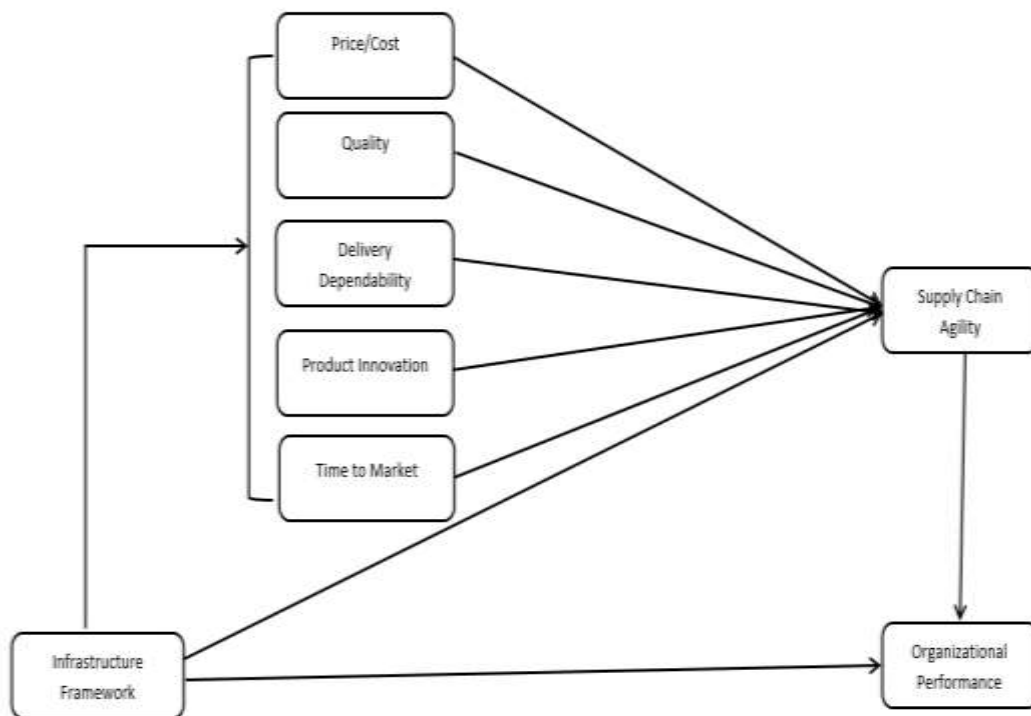 Price/Cost
Quality
Delivery
Dependability
Product Innovation
Time to Market
Supply Chain
Agility
Infrastructure
Framework
Organizational
Performance